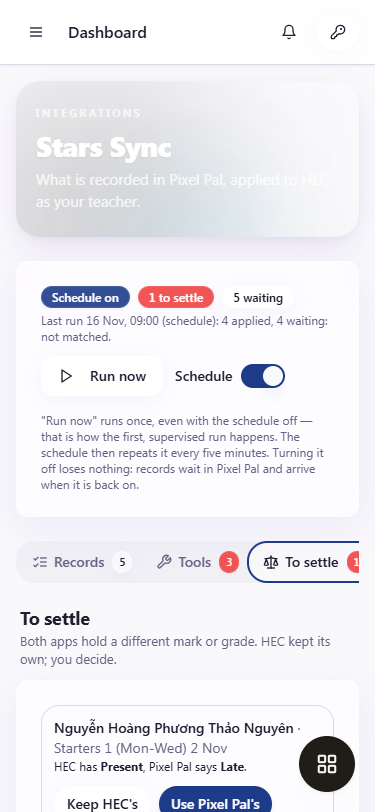 Dashboard
INTEGRATIONS
Stars Sync
What is recorded in Pixel Pal, applied to HEC
as your teacher.
Schedule on
1 to settle
5 waiting
Last run 16 Nov, 09:00 (schedule): 4 applied, 4 waiting:
not matched.
Run now
Schedule
"Run now" runs once, even with the schedule off —
that is how the first, supervised run happens. The
schedule then repeats it every five minutes. Turning it
off loses nothing: records wait in Pixel Pal and arrive
when it is back on.
Records 5
Tools 3
To settle 1
To settle
Both apps hold a different mark or grade. HEC kept its
own; you decide.
Nguyễn Hoàng Phương Thảo Nguyên ·
Starters 1 (Mon-Wed) 2 Nov
HEC has Present, Pixel Pal says Late.
Keep HEC's
Use Pixel Pal's